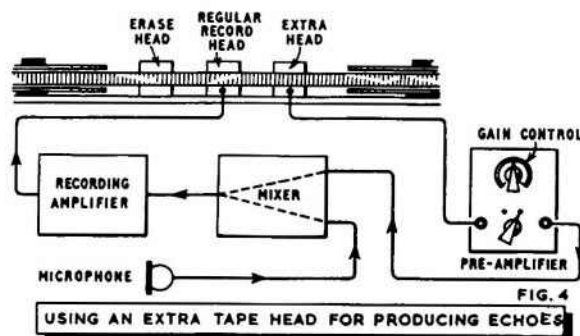 ERASE HEAD
REGULAR
RECORD
HEAD
EXTRA
HEAD
GAIN CONTROL
RECORDING
AMPLIFIER
MIXER
MICROPHONE
PRE-AMPLIFIER
FIG. 4
USING AN EXTRA TAPE HEAD FOR PRODUCING ECHOES